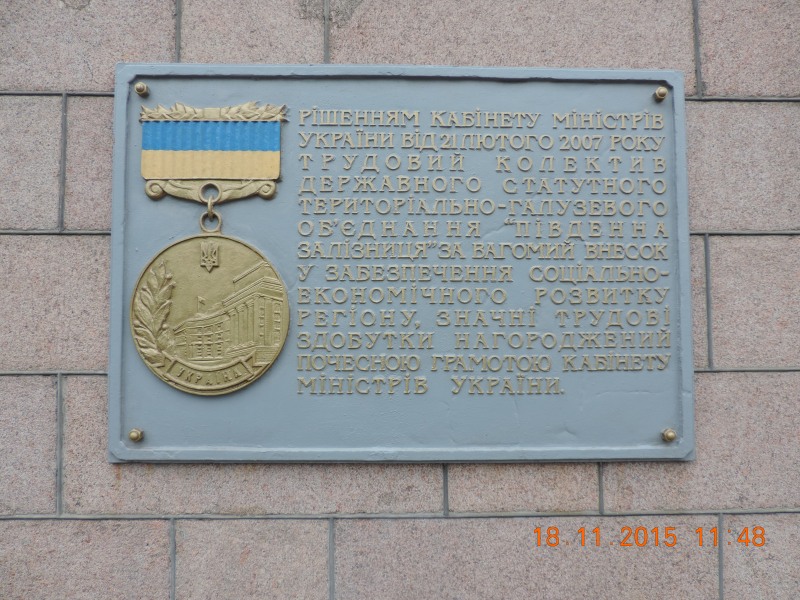 РІШЕННЯМ КАБІНЕТУ МІНІСТРІВ
УКРАЇНИ ВІД 21 ЛЮТОГО 2007 РОКУ
ТРУДОВИЙ КОЛЕКТИВ
ДЕРЖАВНОГО СТАТУТНОГО
ТЕРИТОРІАЛЬНО-ГАЛУЗЕВОГО
ОБ'ЄДНАННЯ "ПІВДЕННА
ЗАЛІЗНИЦЯ" ЗА ВАГОМИЙ ВНЕСОК
У ЗАБЕЗПЕЧЕННЯ СОЦІАЛЬНО-
ЕКОНОМІЧНОГО РОЗВИТКУ
РЕГІОНУ, ЗНАЧНІ ТРУДОВІ
ЗДОБУТКИ НАГОРОДЖЕНИЙ
ПОЧЕСНОЮ ГРАМОТОЮ КАБІНЕТУ
МІНІСТРІВ УКРАЇНИ.
УКРАЇНА
18 11 2015 11 48